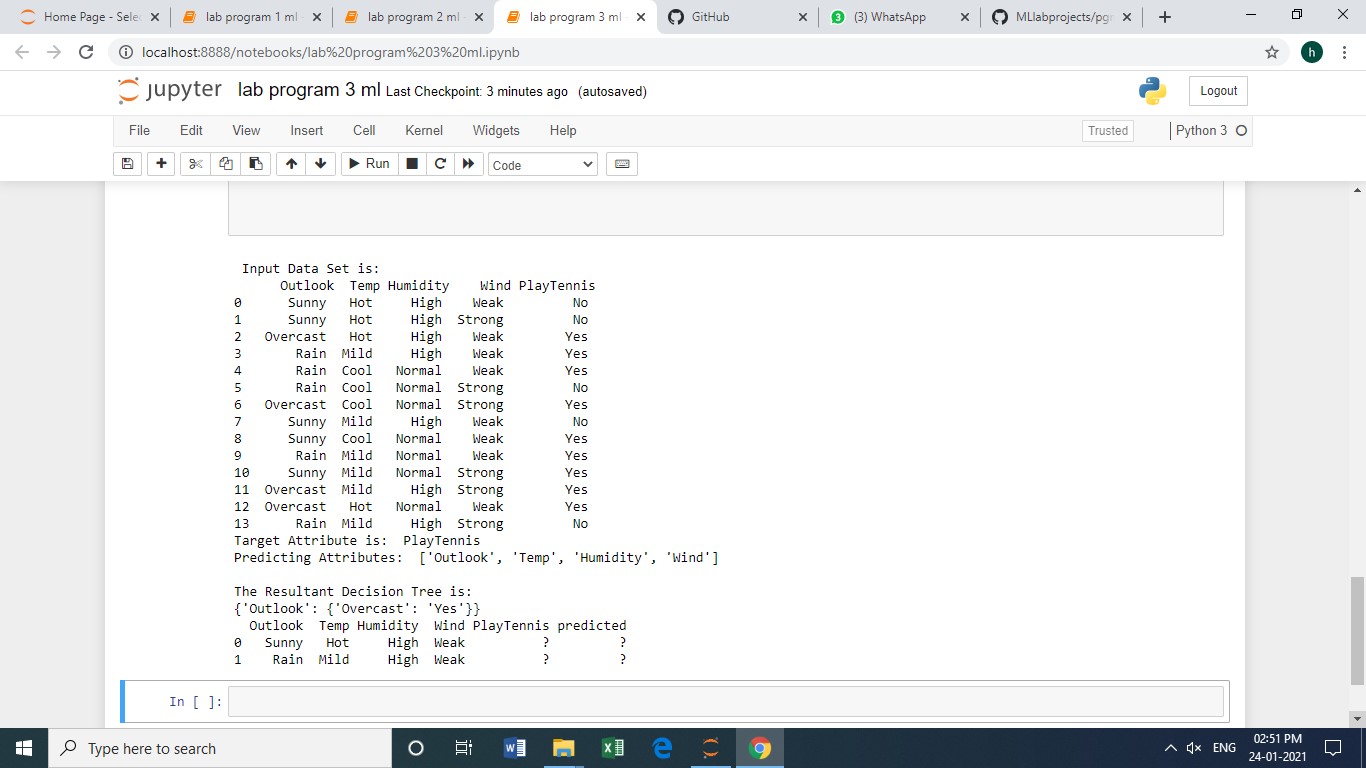 Home Page - Selec
lab program 1 ml -
lab program 2 ml -
lab program 3 ml -
GitHub
(3) WhatsApp
MLlabprojects/pgr
localhost:8888/notebooks/lab%20program%203%20ml.ipynb
h
jupyter lab program 3 ml Last Checkpoint: 3 minutes ago (autosaved)
Logout
File Edit View Insert Cell Kernel Widgets Help
Trusted
Python 3
Run
Code
Input Data Set is:
Outlook Temp Humidity Wind PlayTennis
0 Sunny Hot High Weak No
1 Sunny Hot High Strong No
2 Overcast Hot High Weak Yes
3 Rain Mild High Weak Yes
4 Rain Cool Normal Weak Yes
5 Rain Cool Normal Strong No
6 Overcast Cool Normal Strong Yes
7 Sunny Mild High Weak No
8 Sunny Cool Normal Weak Yes
9 Rain Mild Normal Weak Yes
10 Sunny Mild Normal Strong Yes
11 Overcast Mild High Strong Yes
12 Overcast Hot Normal Weak Yes
13 Rain Mild High Strong No
Target Attribute is: PlayTennis
Predicting Attributes: ['Outlook', 'Temp', 'Humidity', 'Wind']
The Resultant Decision Tree is:
{'Outlook': {'Overcast': 'Yes'}}
Outlook Temp Humidity Wind PlayTennis predicted
0 Sunny Hot High Weak ? ?
1 Rain Mild High Weak ? ?
In [ ]:
Type here to search
ENG
02:51 PM
24-01-2021